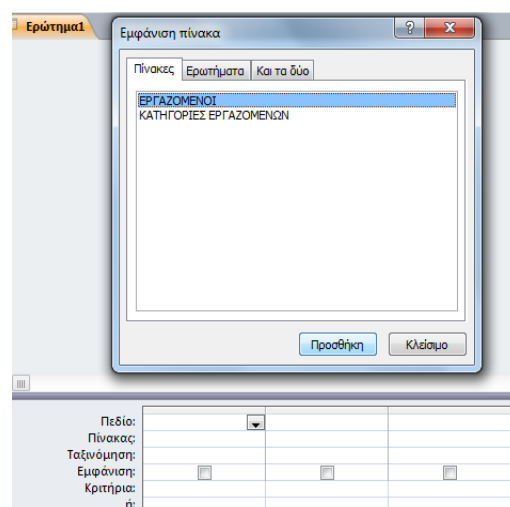 Ερώτημα1
Εμφάνιση πίνακα
?
Πίνακες Ερωτήματα Και τα δύο
ΕΡΓΑΖΟΜΕΝΟΙ
ΚΑΤΗΓΟΡΙΕΣ ΕΡΓΑΖΟΜΕΝΩΝ
Προσθήκη Κλείσιμο
Πεδίο:
Πίνακας:
Ταξινόμηση:
Εμφάνιση:
Κριτήρια:
ή: